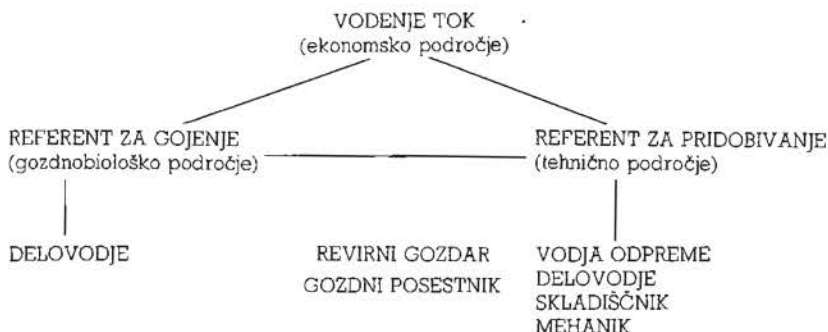 VODENJE TOK
(ekonomsko področje)
REFERENT ZA GOJENJE
(gozdnobiološko področje)
REFERENT ZA PRIDOBIVANJE
(tehnično področje)
DELOVODJE
REVIRNI GOZDAR
GOZDNI POSESTNIK
VODJA ODPREME
DELOVODJE
SKLADIŠČNIK
MEHANIK